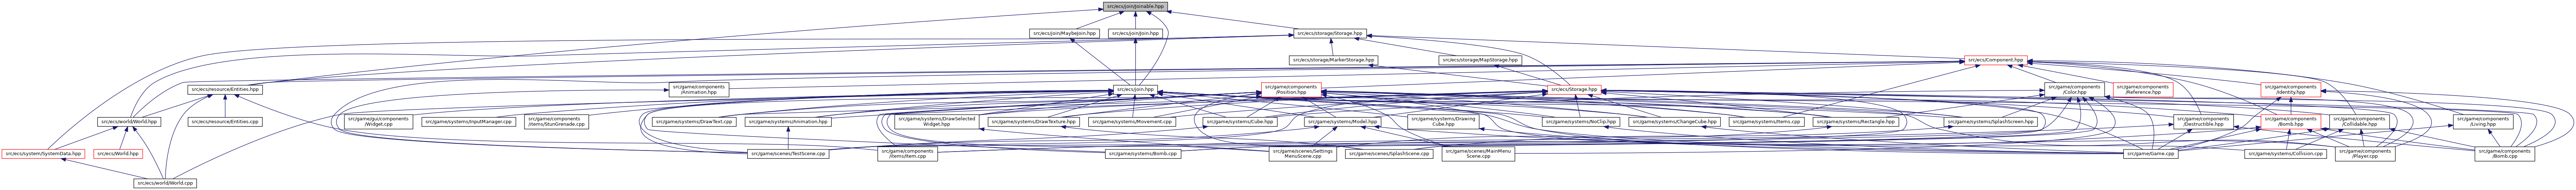 src/ecs/join/Joinable.hpp
src/ecs/join/Maybejoin.hpp
src/ecs/join/join.hpp
src/ecs/storage/Storage.hpp
src/ecs/storage/MarkerStorage.hpp
src/ecs/storage/MapStorage.hpp
src/ecs/Component.hpp
src/ecs/resource/Entities.hpp
src/game/components
/Animation.hpp
src/ecs/join.hpp
src/game/components
/Position.hpp
src/ecs/Storage.hpp
src/game/components
/Color.hpp
src/game/components
/Reference.hpp
src/game/components
/Identity.hpp
src/ecs/world/World.hpp
src/ecs/resource/Entities.cpp
src/game/gui/components
/Widget.cpp
src/game/systems/InputManager.cpp
src/game/components
/items/StunGrenade.cpp
src/game/systems/DrawText.cpp
src/game/systems/Animation.hpp
src/game/systems/DrawSelected
Widget.hpp
src/game/systems/DrawTexture.hpp
src/game/systems/Movement.cpp
src/game/systems/Cube.hpp
src/game/systems/Model.hpp
src/game/systems/Drawing
Cube.hpp
src/game/systems/NoClip.hpp
src/game/systems/ChangeCube.hpp
src/game/systems/Items.cpp
src/game/systems/Rectangle.hpp
src/game/systems/SplashScreen.hpp
src/game/components
/Destructible.hpp
src/game/components
/Bomb.hpp
src/game/components
/Collidable.hpp
src/game/components
/Living.hpp
src/ecs/system/SystemData.hpp
src/ecs/World.hpp
src/game/scenes/TestScene.cpp
src/game/components
/items/Item.cpp
src/game/systems/Bomb.cpp
src/game/scenes/Settings
MenuScene.cpp
src/game/scenes/SplashScene.cpp
src/game/scenes/MainMenu
Scene.cpp
src/game/Game.cpp
src/game/systems/Collision.cpp
src/game/components
/Player.cpp
src/game/components
/Bomb.cpp
src/ecs/world/World.cpp